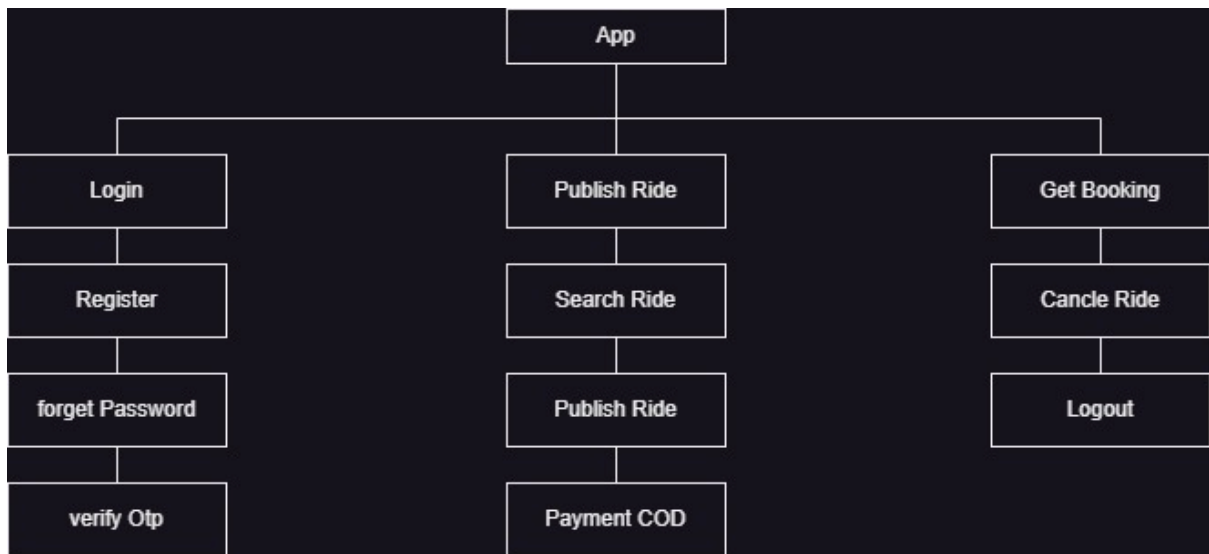 App
Login
Publish Ride
Get Booking
Register
Search Ride
Cancle Ride
forget Password
Publish Ride
Logout
verify Otp
Payment COD